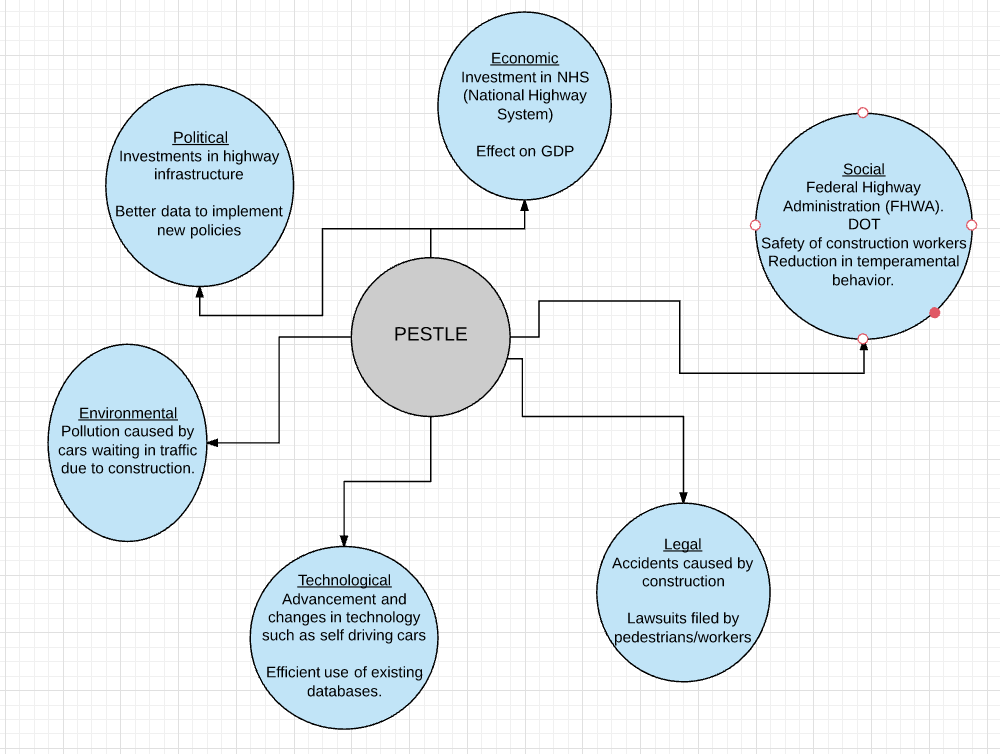 Economic
Investment in NHS
(National Highway
System)
Effect on GDP
Political
Investments in highway
infrastructure
Better data to implement
new policies
Social
Federal Highway
Administration (FHWA).
DOT
Safety of construction workers
Reduction in temperamental
behavior.
PESTLE
Environmental
Pollution caused by
cars waiting in traffic
due to construction.
Technological
Advancement and
changes in technology
such as self driving cars
Efficient use of existing
databases.
Legal
Accidents caused by
construction
Lawsuits filed by
pedestrians/workers